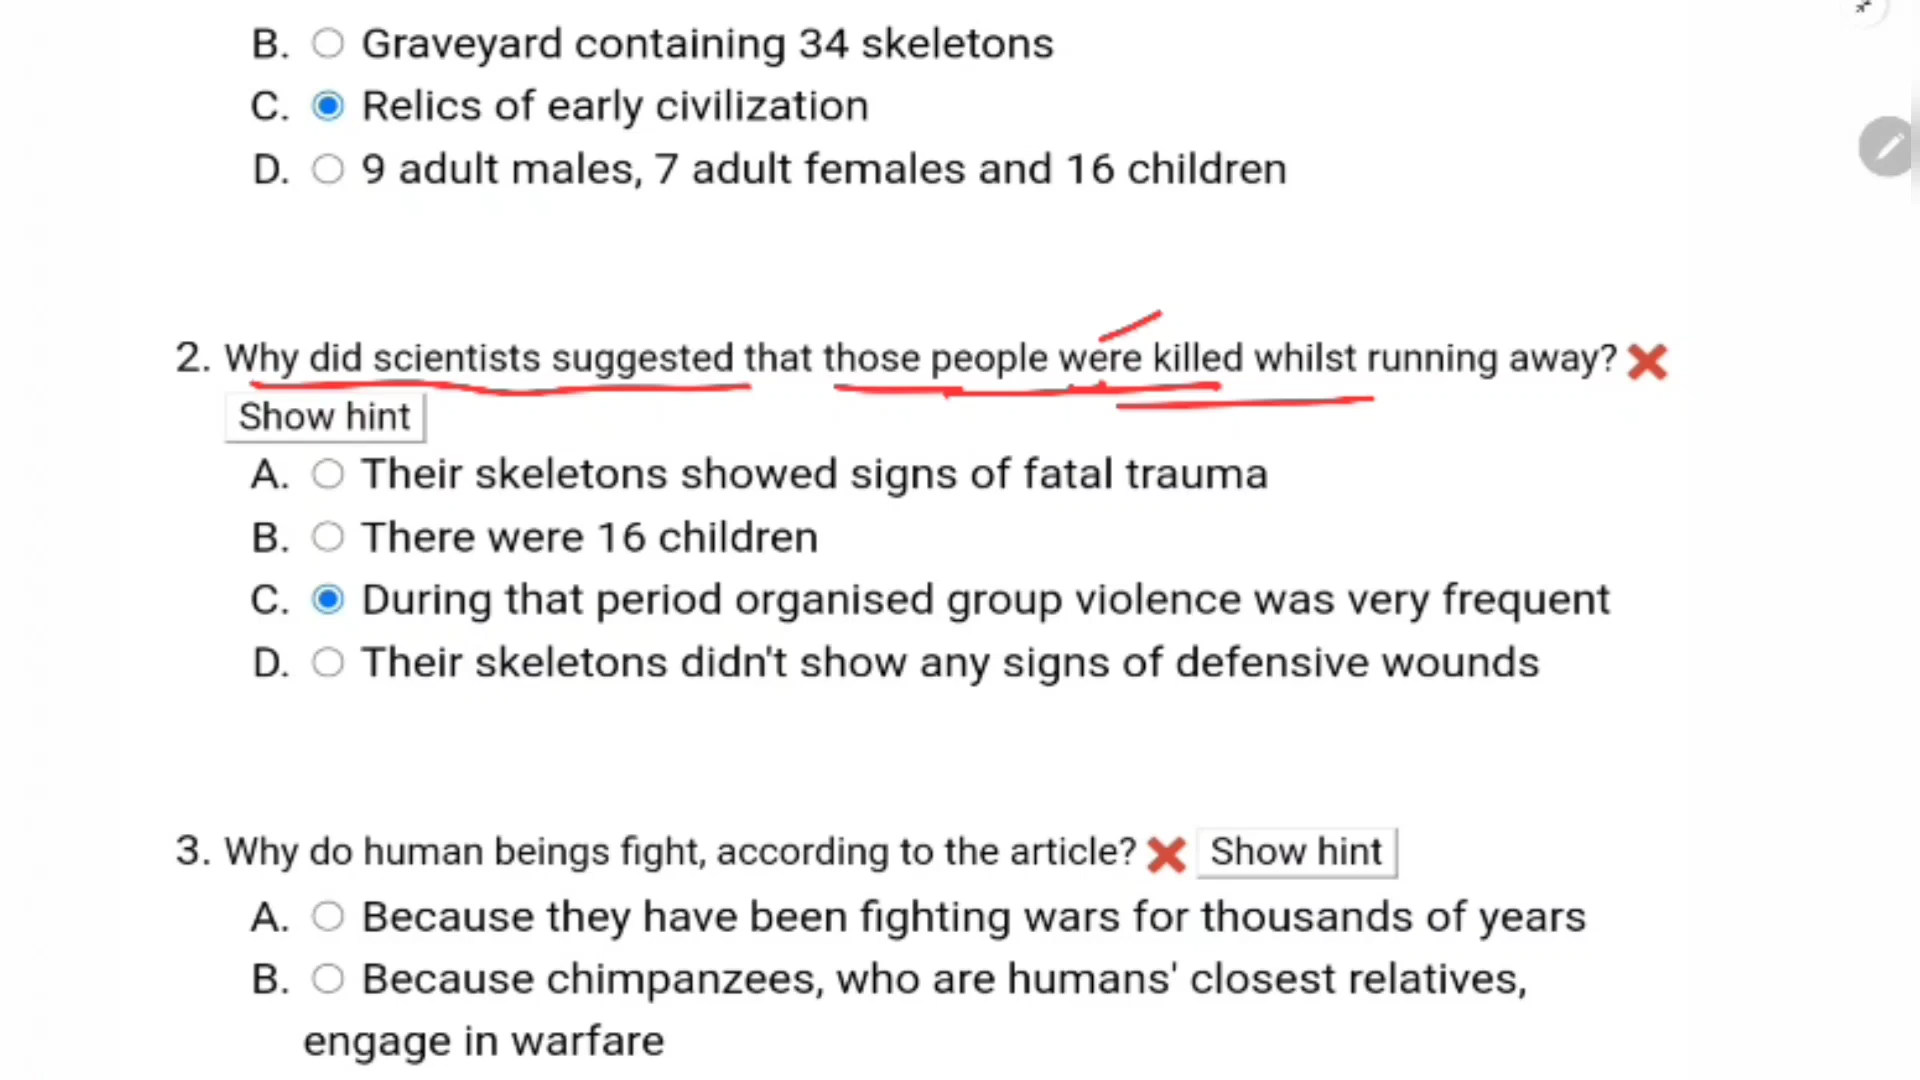 B. Graveyard containing 34 skeletons
C. Relics of early civilization
D. 9 adult males, 7 adult females and 16 children
2. Why did scientists suggested that those people were killed whilst running away?
Show hint
A. Their skeletons showed signs of fatal trauma
B. There were 16 children
C. During that period organised group violence was very frequent
D. Their skeletons didn't show any signs of defensive wounds
3. Why do human beings fight, according to the article? Show hint
A. Because they have been fighting wars for thousands of years
B. Because chimpanzees, who are humans' closest relatives,
engage in warfare